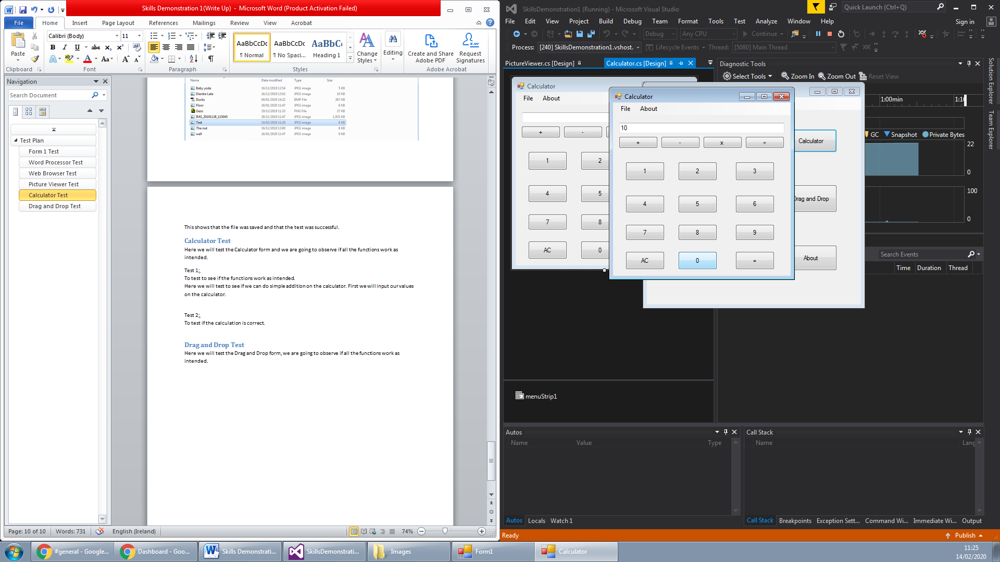 Skills Demonstration 1(Write Up) - Microsoft Word (Product Activation Failed)
File Home Insert Page Layout References Mailings Review View Acrobat
Calibri (Body) 11
Paste
Clipboard Font Paragraph Styles Adobe Acrobat
AaBbCcDc AaBbCcDc AaBbCc
¶ Normal ¶ No Spaci... Heading 1
Change Styles
Editing
Create and Share Adobe PDF
Request Signatures
Navigation
Search Document
Test Plan
Form 1 Test
Word Processor Test
Web Browser Test
Picture Viewer Test
Calculator Test
Drag and Drop Test
Name Date modified Type Size
Baby yoda 16/12/2019 12:54 JPEG image 5 KB
Dierdre Late 16/12/2019 13:02 JPEG image 10 KB
Ducks 09/01/2020 14:22 BMP File 267 KB
Floor 16/01/2020 11:47 JPEG image 6 KB
Gazo 19/12/2019 11:33 PNG File 27 KB
IMG_20191128_115045 28/11/2019 11:47 JPEG image 1,933 KB
Test 14/02/2020 11:20 JPEG image 0 KB
The nut 16/12/2019 13:00 JPEG image 8 KB
wall 16/01/2020 11:47 JPEG image 9 KB
This shows that the file was saved and that the test was successful.
Calculator Test
Here we will test the Calculator form and we are going to observe if all the functions work as
intended.
Test 1;
To test to see if the functions work as intended.
Here we will test to see if we can do simple addition on the calculator. First we will input our values
on the calculator.
Test 2;
To test if the calculation is correct.
Drag and Drop Test
Here we will test the Drag and Drop form, we are going to observe if all the functions work as
intended.
Page: 10 of 10 Words: 731 English (Ireland) 74%
SkillsDemonstration1 (Running) - Microsoft Visual Studio
Quick Launch (Ctrl+Q)
File Edit View Project Build Debug Team Format Tools Test Analyze Window Help Sign in
Debug Any CPU Continue
Process: [240] SkillsDemonstration1.vshost. Lifecycle Events Thread: [5080] Main Thread
PictureViewer.cs [Design] Calculator.cs [Design]
Diagnostic Tools
Select Tools Zoom In Zoom Out Reset View
Solution Explorer
Team Explorer
1:00min 1:10
GC Snapshot Private Bytes
22
0
100
0
Search Events
Time Duration Thread
Calculator
File About
+ -
1 2
4 5
7 8
AC 0
Calculator
File About
10
+ - x ÷
1 2 3
4 5 6
7 8 9
AC 0 =
Calculator
Drag and Drop
About
menuStrip1
Autos
Name Value Type
Autos Locals Watch 1
Call Stack
Name Lang
Call Stack Breakpoints Exception Sett... Command Wi... Immediate Wi... Output
Ready Publish
#general - Google... Dashboard - Goo... Skills Demonstrati... SkillsDemonstrati... Images Form1 Calculator
11:25
14/02/2020